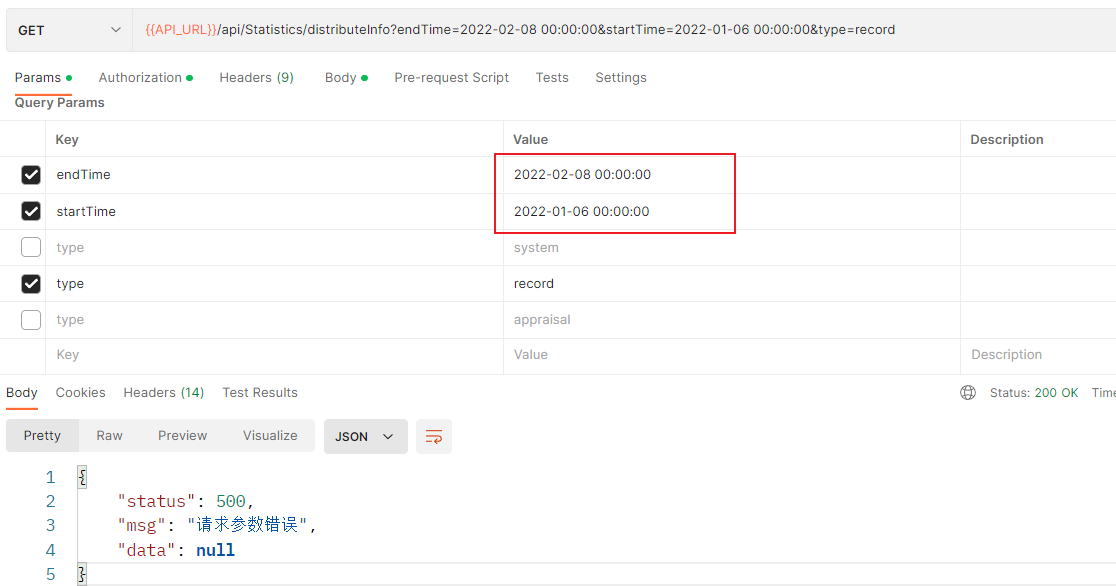 GET {{API_URL}}/api/Statistics/distributeInfo?endTime=2022-02-08 00:00:00&startTime=2022-01-06 00:00:00&type=record
Params Authorization Headers (9) Body Pre-request Script Tests Settings
Query Params
Key Value Description
endTime 2022-02-08 00:00:00
startTime 2022-01-06 00:00:00
type system
type record
type appraisal
Key Value Description
Body Cookies Headers (14) Test Results Status: 200 OK Time
Pretty Raw Preview Visualize JSON
1 {
2 "status": 500,
3 "msg": "请求参数错误",
4 "data": null
5 }